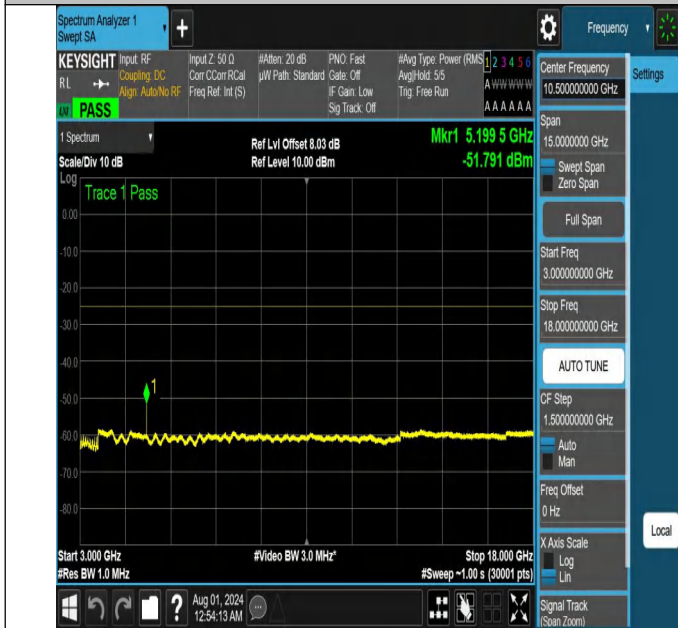 Spectrum Analyzer 1
Swept SA
+
Frequency
KEYSIGHT
RL
PASS
Input: RF
Coupling: DC
Align: Auto/No RF
Input Z: 50 Ω
Corr CCorr RCal
Freq Ref: Int (S)
#Atten: 20 dB
µW Path: Standard
PNO: Fast
Gate: Off
IF Gain: Low
Sig Track: Off
#Avg Type: Power (RMS
Avg|Hold: 5/5
Trig: Free Run
1 2 3 4 5 6
A W W W W W
A A A A A A
1 Spectrum
Scale/Div 10 dB
Ref Lvl Offset 8.03 dB
Ref Level 10.00 dBm
Mkr1 5.199 5 GHz
-51.791 dBm
Log
Trace 1 Pass
0.00
-10.0
-20.0
-30.0
-40.0
-50.0
-60.0
-70.0
-80.0
1
Start 3.000 GHz
#Res BW 1.0 MHz
#Video BW 3.0 MHz*
Stop 18.000 GHz
#Sweep ~1.00 s (30001 pts)
Center Frequency
10.500000000 GHz
Settings
Span
15.0000000 GHz
Swept Span
Zero Span
Full Span
Start Freq
3.000000000 GHz
Stop Freq
18.000000000 GHz
AUTO TUNE
CF Step
1.500000000 GHz
Auto
Man
Freq Offset
0 Hz
X Axis Scale
Log
Lin
Local
Signal Track
(Span Zoom)
?
Aug 01, 2024
12:54:13 AM